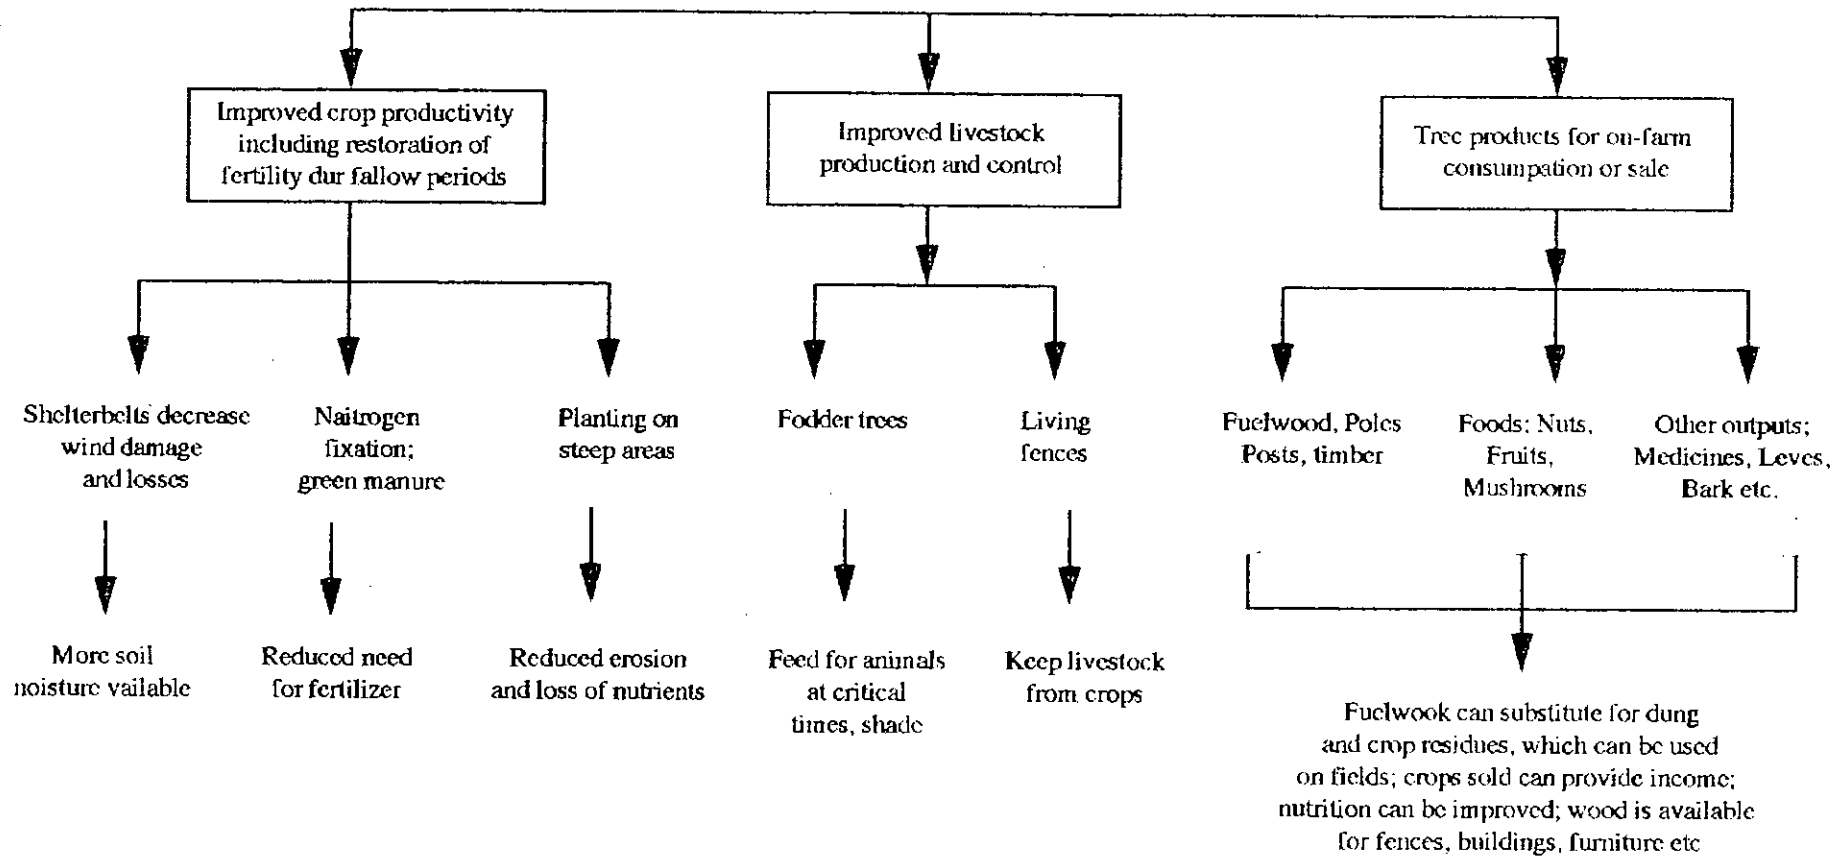 Improved crop productivity
including restoration of
fertility dur fallow periods
Improved livestock
production and control
Tree products for on-farm
consumpation or sale
Shelterbelts decrease
wind damage
and losses
Naitrogen
fixation;
green manure
Planting on
steep areas
Fodder trees
Living
fences
Fuelwood, Poles
Posts, timber
Foods: Nuts,
Fruits,
Mushrooms
Other outputs;
Medicines, Leves,
Bark etc.
More soil
noisture vailable
Reduced need
for fertilizer
Reduced erosion
and loss of nutrients
Feed for animals
at critical
times, shade
Keep livestock
from crops
Fuelwook can substitute for dung
and crop residues, which can be used
on fields; crops sold can provide income;
nutrition can be improved; wood is available
for fences, buildings, furniture etc